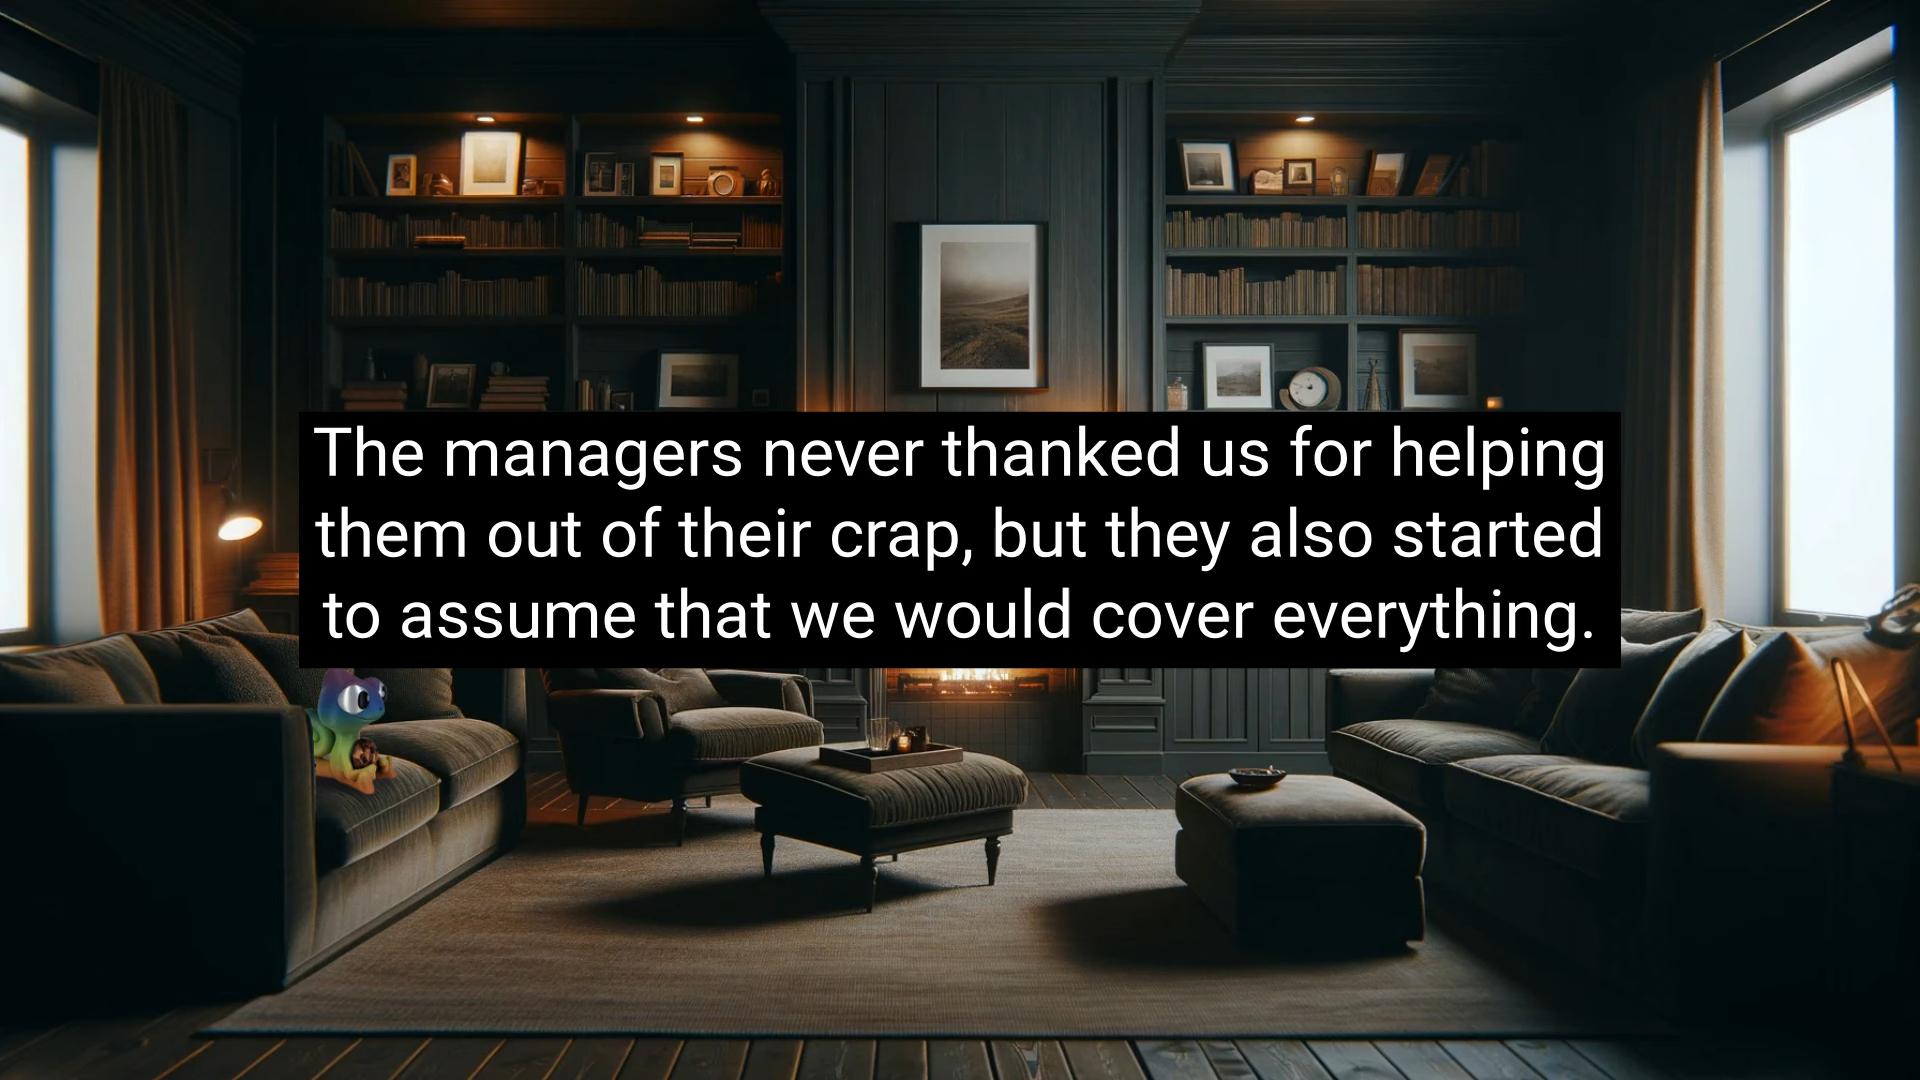 The managers never thanked us for helping
them out of their crap, but they also started
to assume that we would cover everything.